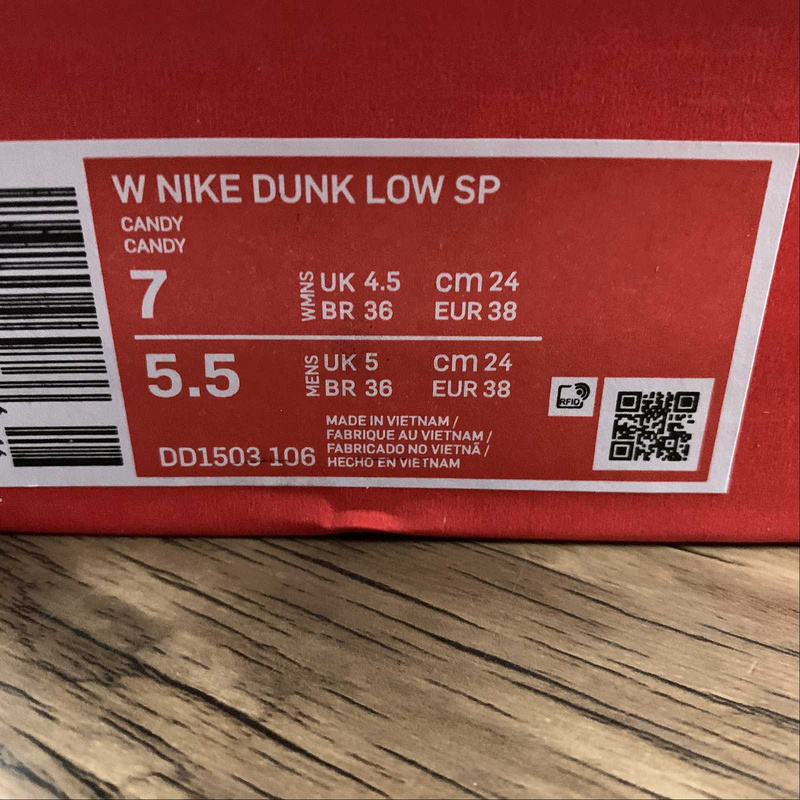 W NIKE DUNK LOW SP
CANDY
CANDY
7
WMNS
UK 4.5 cm 24
BR 36 EUR 38
5.5
MENS
UK 5 cm 24
BR 36 EUR 38
RFID
MADE IN VIETNAM /
FABRIQUE AU VIETNAM /
FABRICADO NO VIETNÃ /
HECHO EN VIETNAM
DD1503 106